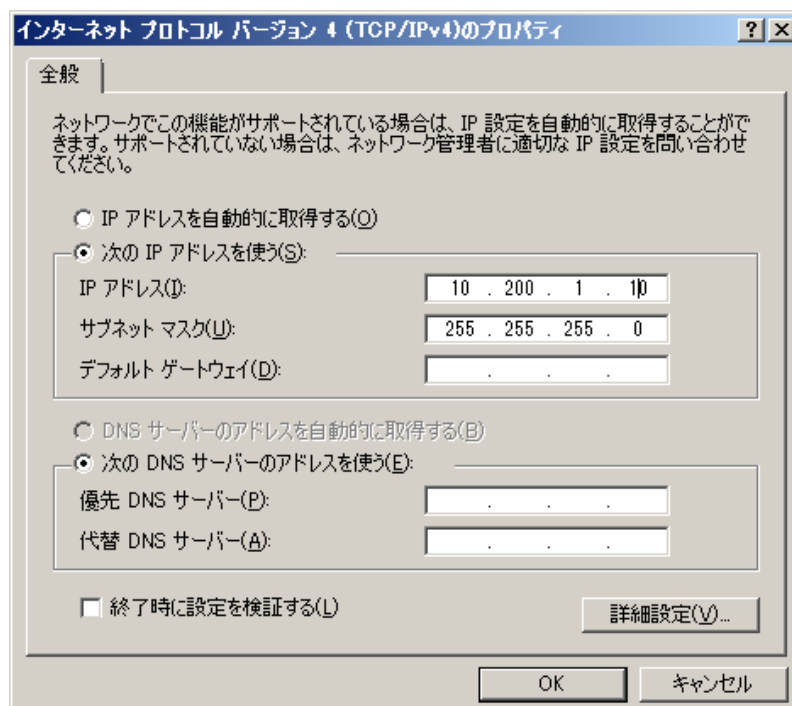 インターネット プロトコル バージョン 4 (TCP/IPv4)のプロパティ
全般
ネットワークでこの機能がサポートされている場合は、IP 設定を自動的に取得することがで
きます。サポートされていない場合は、ネットワーク管理者に適切な IP 設定を問い合わせ
てください。
IP アドレスを自動的に取得する(O)
次の IP アドレスを使う(S):
IP アドレス(I): 10 . 200 . 1 . 10
サブネット マスク(U): 255 . 255 . 255 . 0
デフォルト ゲートウェイ(D): . . .
DNS サーバーのアドレスを自動的に取得する(B)
次の DNS サーバーのアドレスを使う(E):
優先 DNS サーバー(P): . . .
代替 DNS サーバー(A): . . .
終了時に設定を検証する(L)
詳細設定(V)...
OK キャンセル